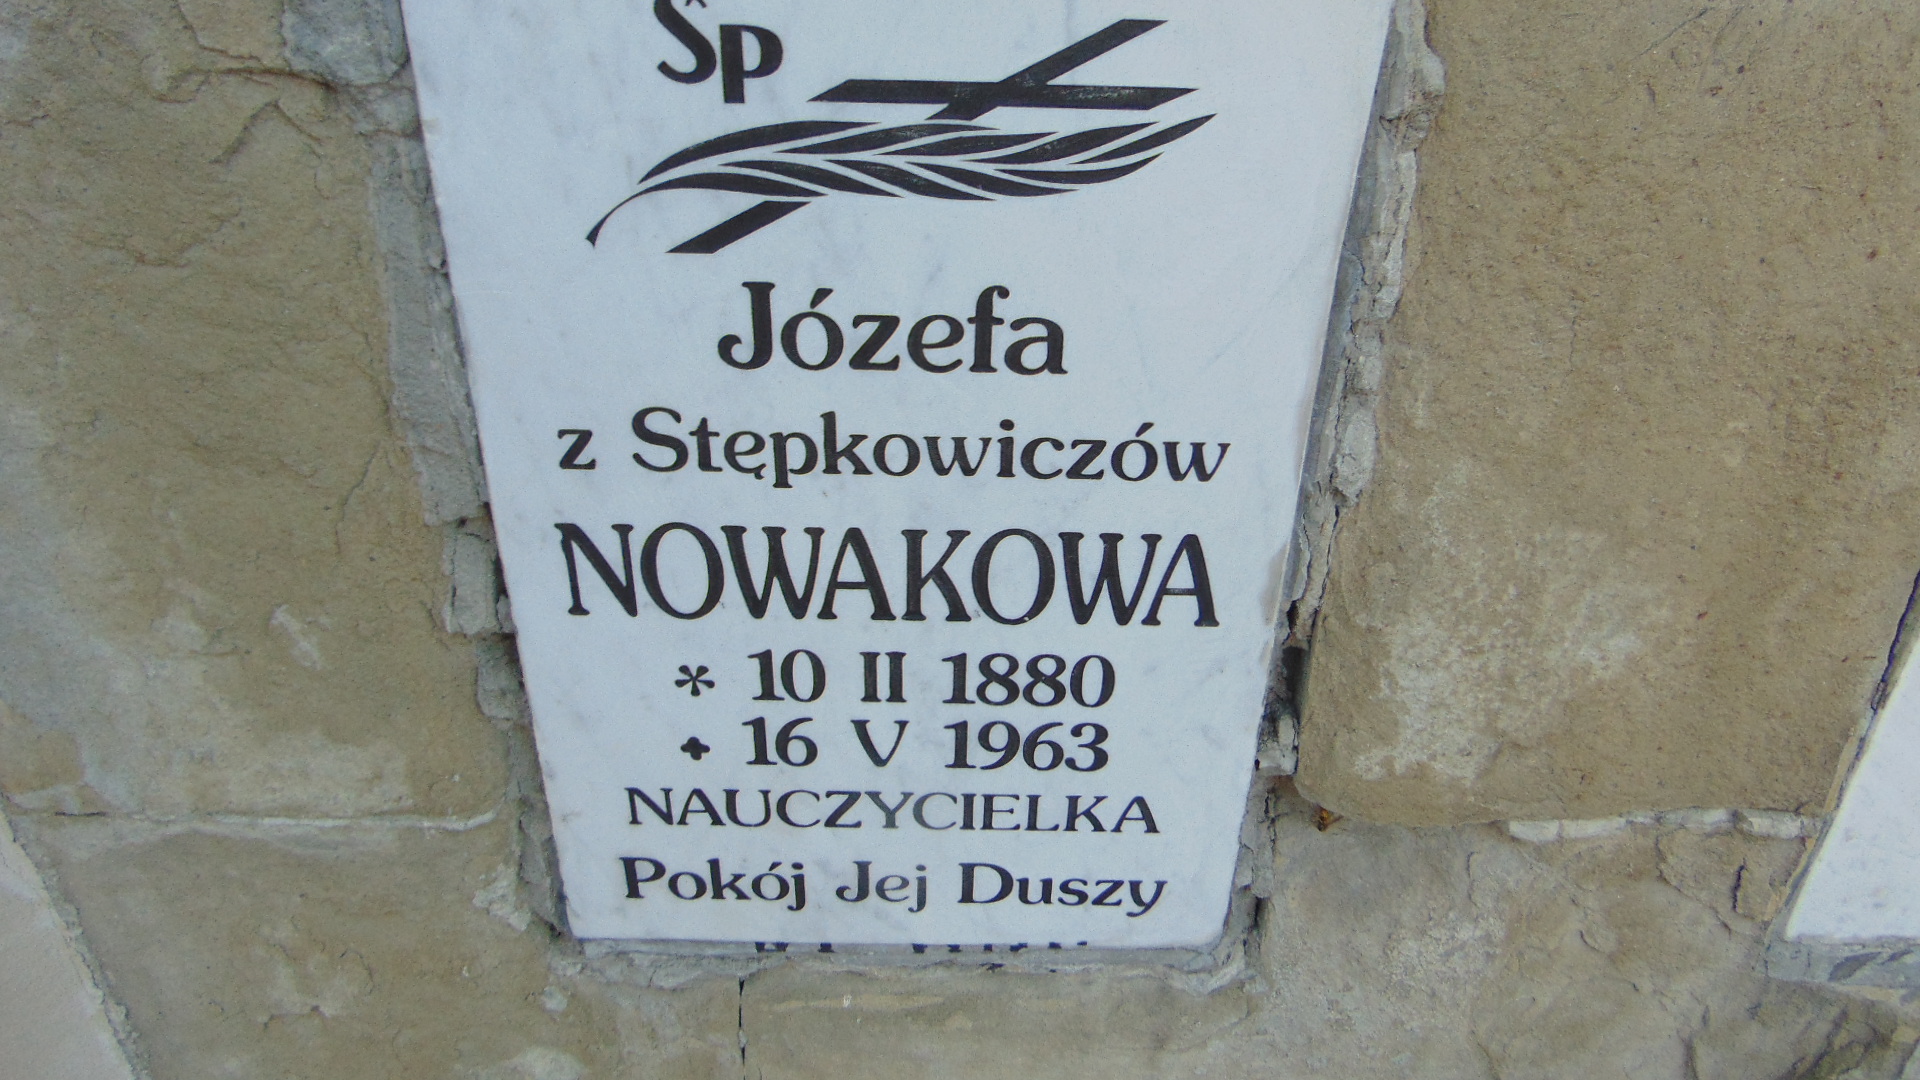 Śp
Józefa
z Stępkowiczów
NOWAKOWA
* 10 II 1880
+ 16 V 1963
NAUCZYCIELKA
Pokój Jej Duszy